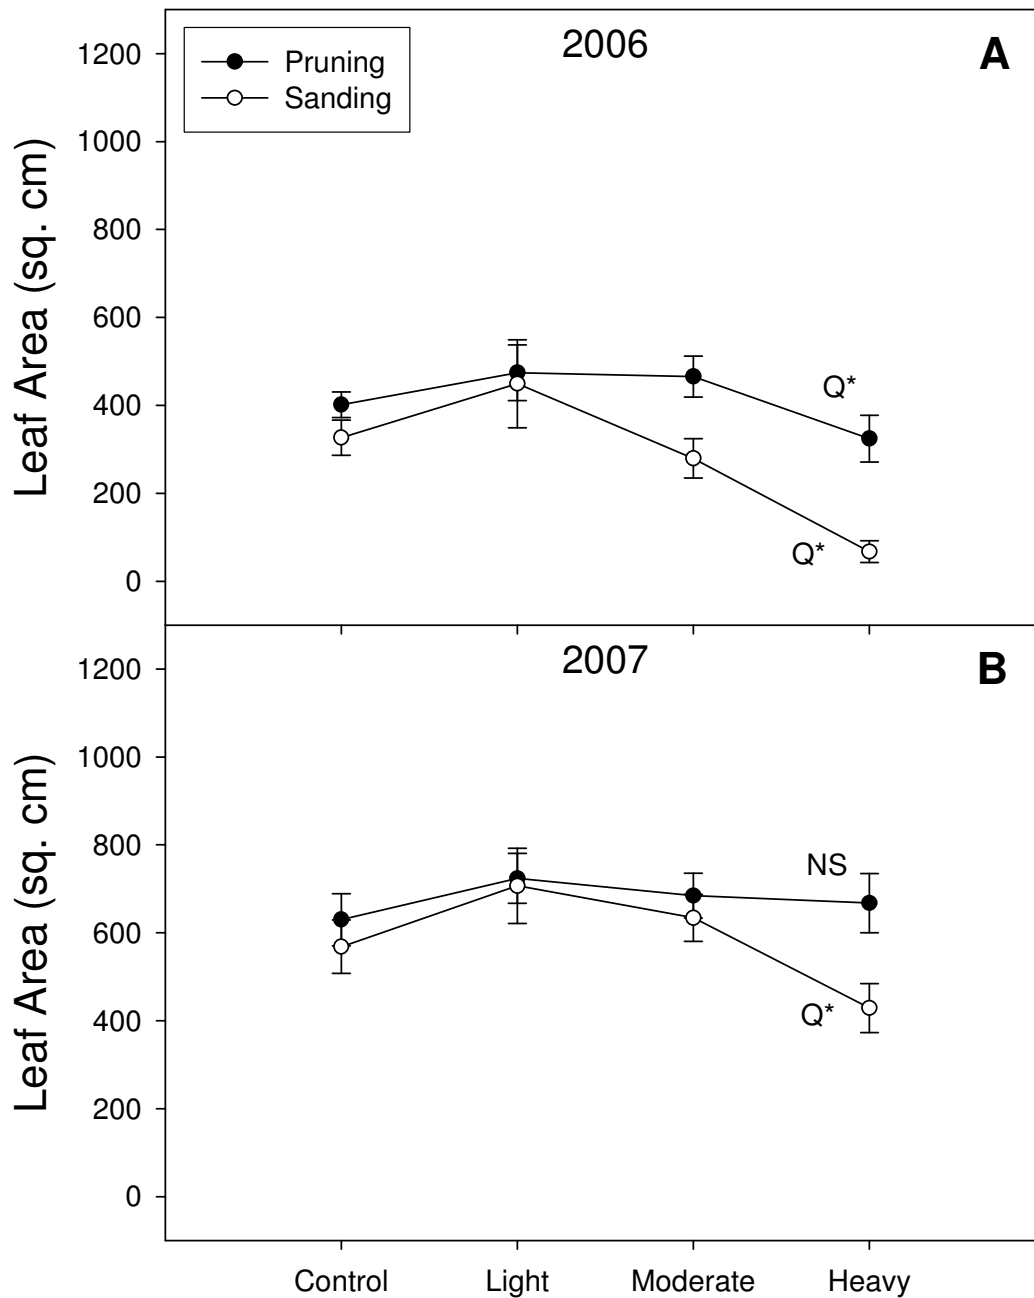 2006
A
Pruning
Sanding
1200
1000
800
600
400
200
0
Leaf Area (sq. cm)
Q*
Q*
2007
B
1200
1000
800
600
400
200
0
Leaf Area (sq. cm)
NS
Q*
Control Light Moderate Heavy